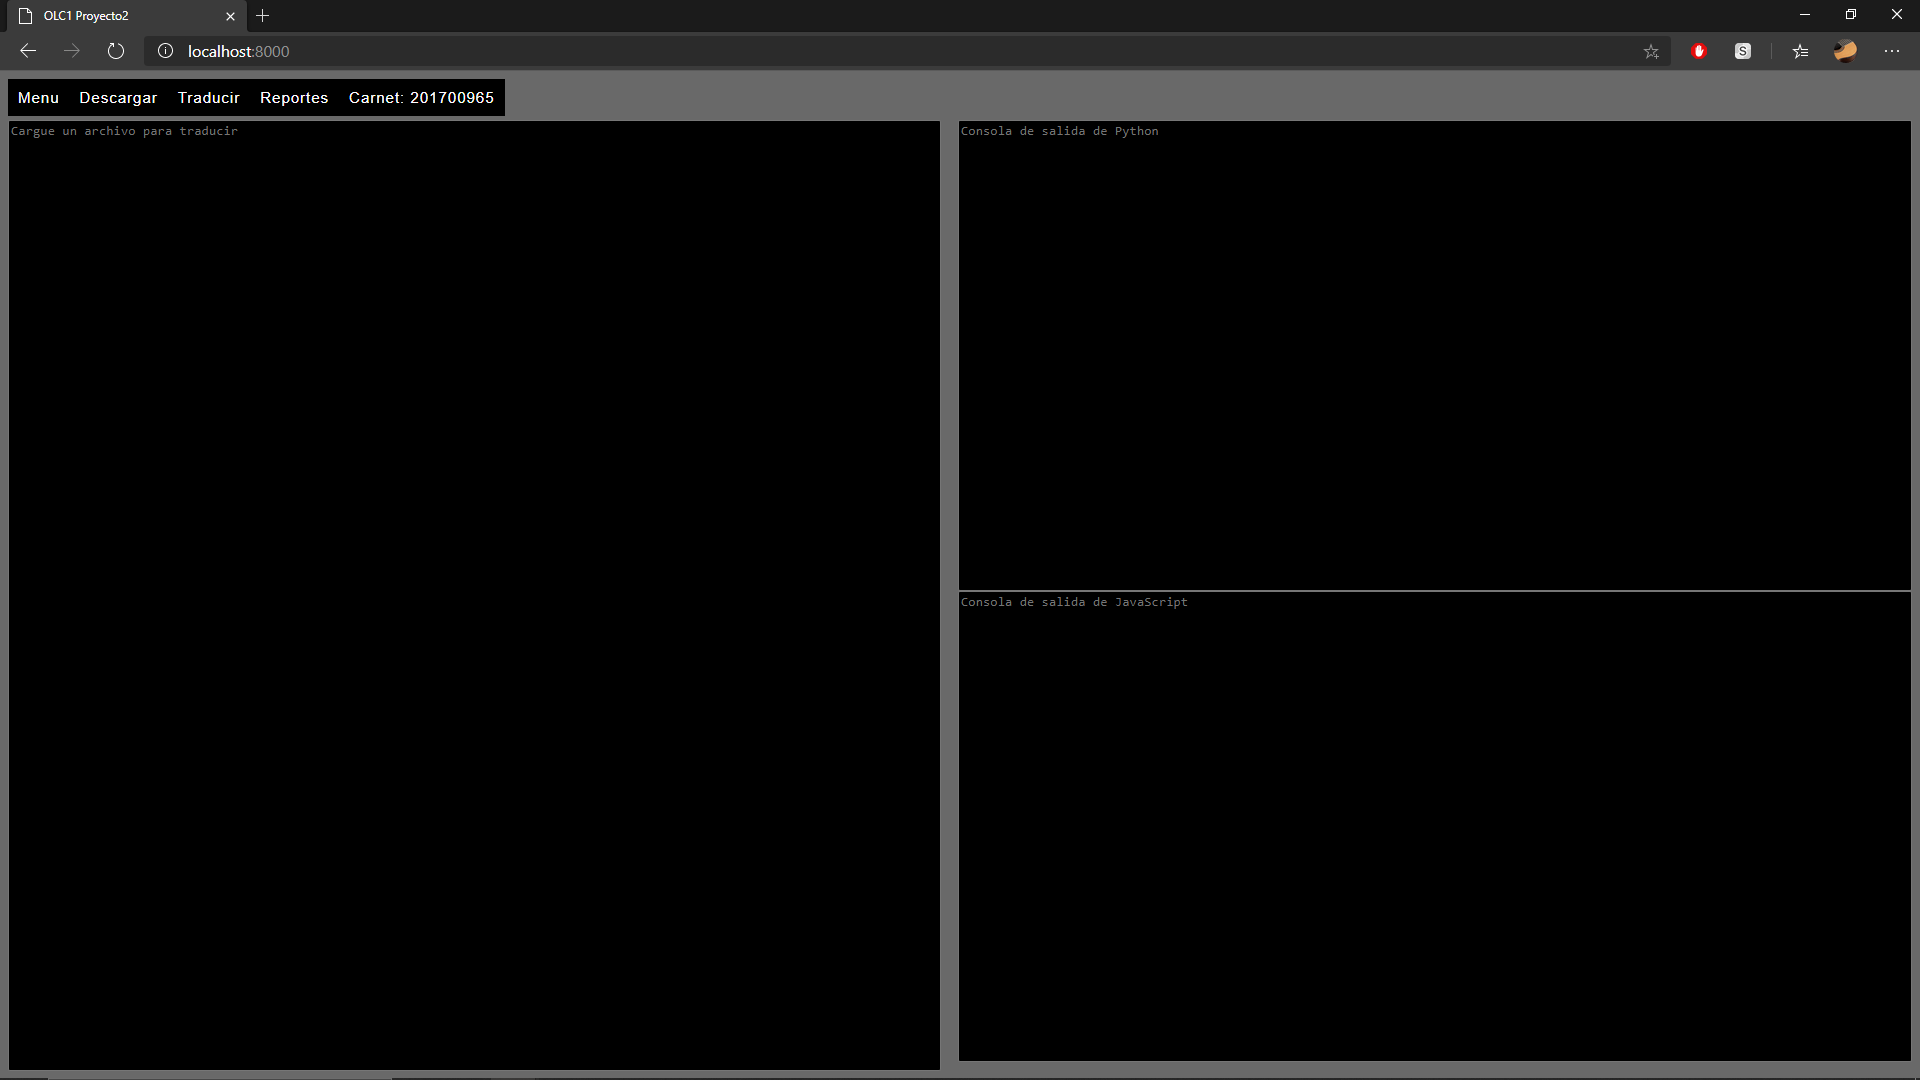 OLC1 Proyecto2
localhost:8000
S
Menu Descargar Traducir Reportes Carnet: 201700965
Cargue un archivo para traducir
Consola de salida de Python
Consola de salida de JavaScript